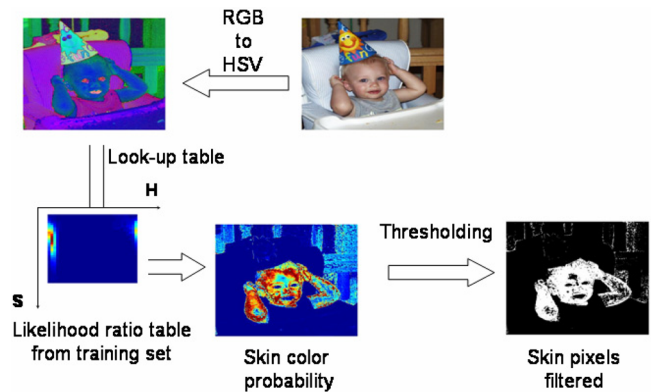 RGB
to
HSV
Look-up table
H
S
Likelihood ratio table
from training set
Skin color
probability
Thresholding
Skin pixels
filtered